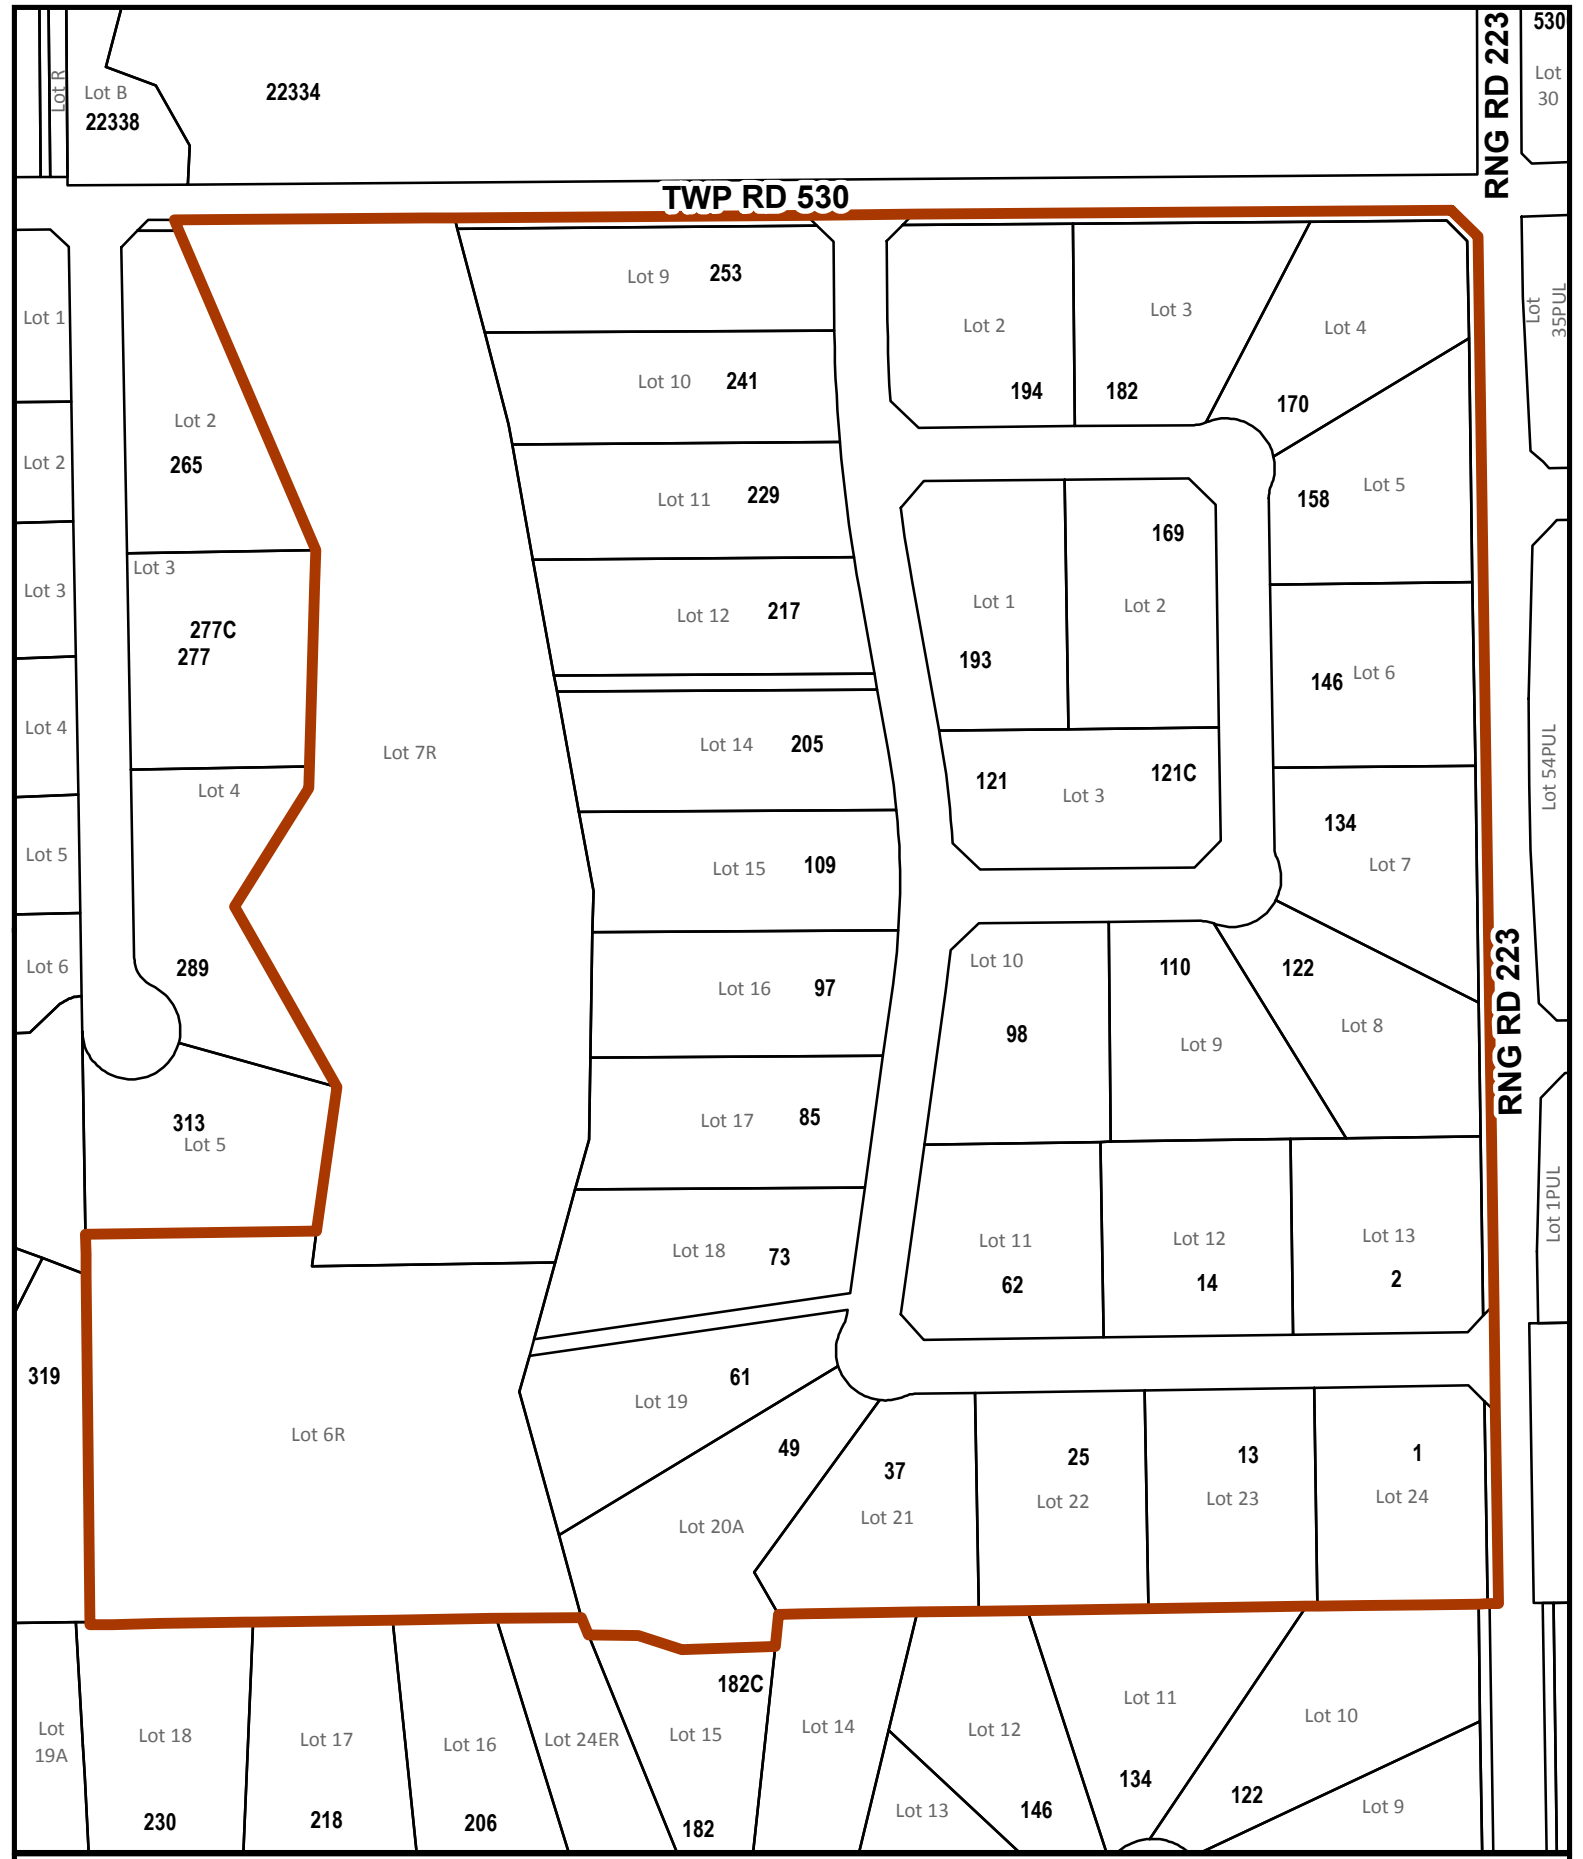 530
RNG RD 223
Lot R
Lot B
22338
22334
Lot
30
TWP RD 530
Lot 1
Lot 9 253
Lot 2
194
Lot 3
182
Lot 4
170
Lot
35PUL
Lot 10 241
Lot 2
265
Lot 2
Lot 11 229
158 Lot 5
169
Lot 3
Lot 3
277C
277
Lot 12 217
Lot 1
193
Lot 2
146 Lot 6
Lot 4
Lot 7R
Lot 14 205
121
Lot 3
121C
Lot 54PUL
Lot 4
134
Lot 7
Lot 5
Lot 15 109
Lot 6
289
Lot 16 97
Lot 10
98
110
Lot 9
122
Lot 8
RNG RD 223
313
Lot 5
Lot 17 85
Lot 1PUL
Lot 18 73
Lot 11
62
Lot 12
14
Lot 13
2
319
61
Lot 19
Lot 6R
49
Lot 20A
37
Lot 21
25
Lot 22
13
Lot 23
1
Lot 24
Lot
19A
Lot 18
230
Lot 17
218
Lot 16
206
Lot 24ER
182C
Lot 15
182
Lot 14
Lot 13
Lot 12
146
Lot 11
134
Lot 10
122
Lot 9